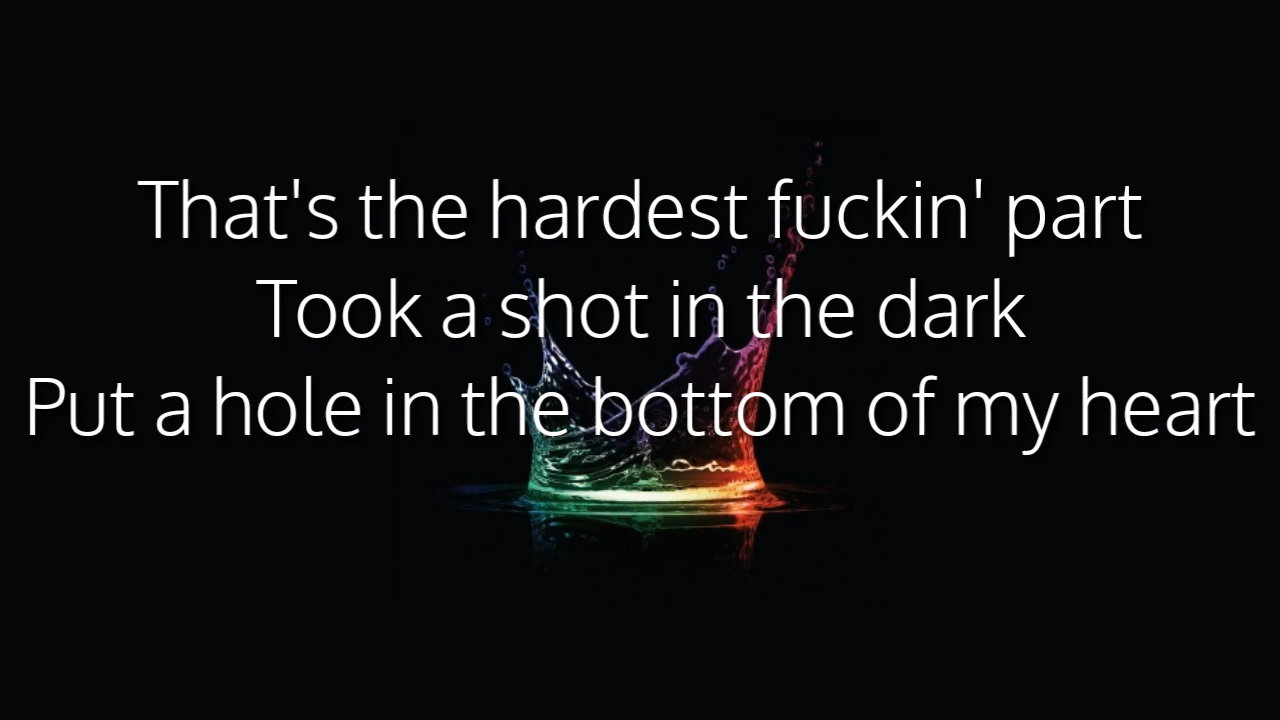 That's the hardest fuckin' part
Took a shot in the dark
Put a hole in the bottom of my heart